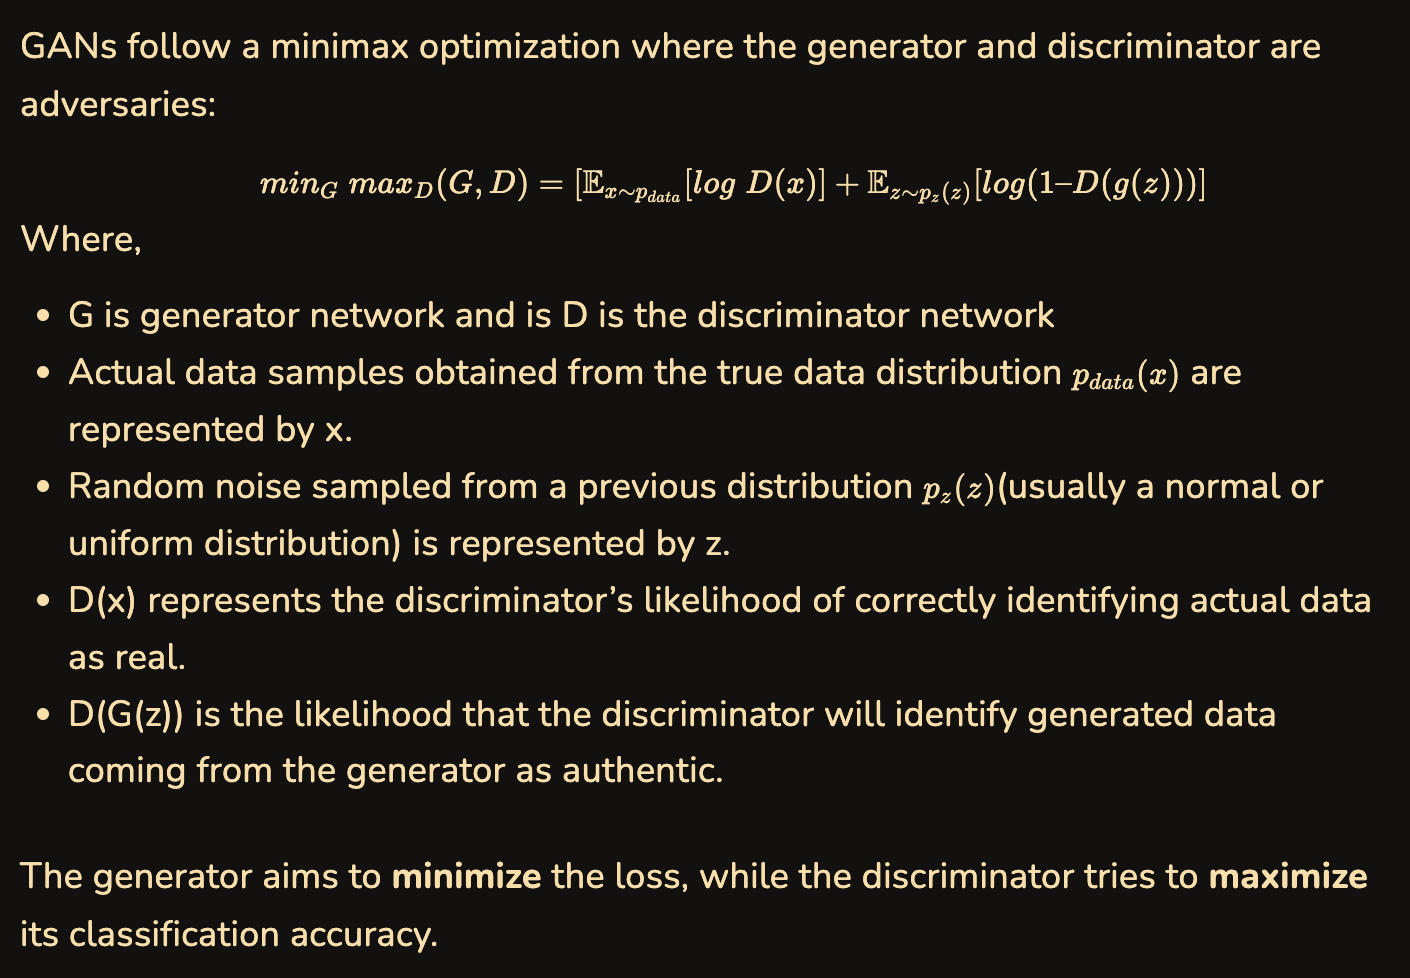 GANs follow a minimax optimization where the generator and discriminator are
adversaries:
min_G max_D(G, D) = [𝔼_{x∼p_{data}}[log D(x)] + 𝔼_{z∼p_z(z)}[log(1–D(g(z)))]
Where,
• G is generator network and is D is the discriminator network
• Actual data samples obtained from the true data distribution p_{data}(x) are
represented by x.
• Random noise sampled from a previous distribution p_z(z)(usually a normal or
uniform distribution) is represented by z.
• D(x) represents the discriminator’s likelihood of correctly identifying actual data
as real.
• D(G(z)) is the likelihood that the discriminator will identify generated data
coming from the generator as authentic.
The generator aims to minimize the loss, while the discriminator tries to maximize
its classification accuracy.